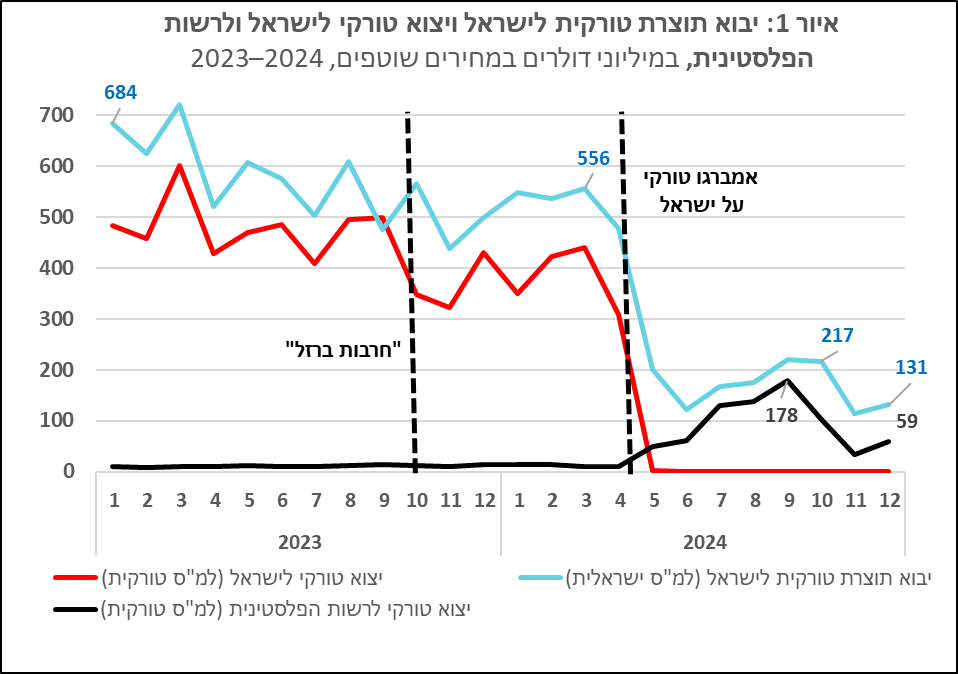 איור 1: יבוא תוצרת טורקית לישראל ויצוא טורקי לישראל ולרשות
הפלסטינית, במיליוני דולרים במחירים שוטפים, 2024–2023
684
700
600
556
אמברגו טורקי
על ישראל
500
400
300
"חרבות ברזל"
217
200
131
178
59
100
0
1 2 3 4 5 6 7 8 9 10 11 12 1 2 3 4 5 6 7 8 9 10 11 12
2023 2024
יבוא תוצרת טורקית לישראל (למ"ס ישראלית)
יצוא טורקי לישראל (למ"ס טורקית)
יצוא טורקי לרשות הפלסטינית (למ"ס טורקית)